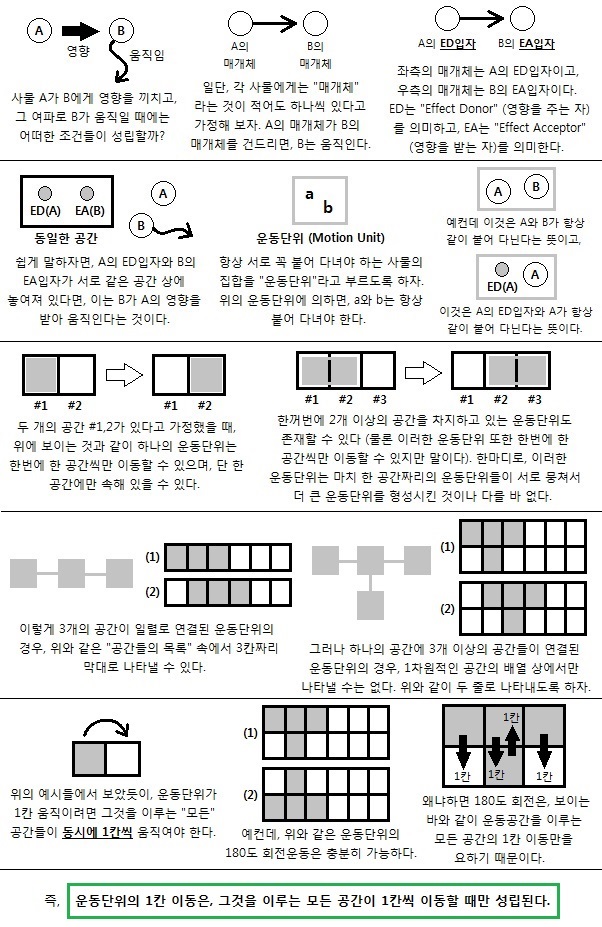 A
B
영향
움직임
사물 A가 B에게 영향을 끼치고,
그 여파로 B가 움직일 때에는
어떠한 조건들이 성립할까?
A의
매개체
B의
매개체
일단, 각 사물에게는 "매개체"
라는 것이 적어도 하나씩 있다고
가정해 보자. A의 매개체가 B의
매개체를 건드리면, B는 움직인다.
A의 ED입자
B의 EA입자
좌측의 매개체는 A의 ED입자이고,
우측의 매개체는 B의 EA입자이다.
ED는 "Effect Donor" (영향을 주는 자)
를 의미하고, EA는 "Effect Acceptor"
(영향을 받는 자)를 의미한다.
ED(A)
EA(B)
동일한 공간
A
B
쉽게 말하자면, A의 ED입자와 B의
EA입자가 서로 같은 공간 상에
놓여져 있다면, 이는 B가 A의 영향을
받아 움직인다는 것이다.
a
b
운동단위 (Motion Unit)
항상 서로 꼭 붙어 다녀야 하는 사물의
집합을 "운동단위"라고 부르도록 하자.
위의 운동단위에 의하면, a와 b는 항상
붙어 다녀야 한다.
A
B
예컨데 이것은 A와 B가 항상
같이 붙어 다닌다는 뜻이고,
ED(A)
A
이것은 A의 ED입자와 A가 항상
같이 붙어 다닌다는 뜻이다.
#1 #2
#1 #2
두 개의 공간 #1,2가 있다고 가정했을 때,
위에 보이는 것과 같이 하나의 운동단위는
한번에 한 공간씩만 이동할 수 있으며, 단 한
공간에만 속해 있을 수 있다.
#1 #2 #3
#1 #2 #3
한꺼번에 2개 이상의 공간을 차지하고 있는 운동단위도
존재할 수 있다 (물론 이러한 운동단위 또한 한번에 한
공간씩만 이동할 수 있지만 말이다). 한마디로, 이러한
운동단위는 마치 한 공간짜리의 운동단위들이 서로 뭉쳐서
더 큰 운동단위를 형성시킨 것이나 다를 바 없다.
(1)
(2)
이렇게 3개의 공간이 일렬로 연결된 운동단위의
경우, 위와 같은 "공간들의 목록" 속에서 3칸짜리
막대로 나타낼 수 있다.
(1)
(2)
그러나 하나의 공간에 3개 이상의 공간들이 연결된
운동단위의 경우, 1차원적인 공간의 배열 상에서만
나타낼 수는 없다. 위와 같이 두 줄로 나타내도록 하자.
위의 예시들에서 보았듯이, 운동단위가
1칸 움직이려면 그것을 이루는 "모든"
공간들이 동시에 1칸씩 움직여야 한다.
(1)
(2)
예컨데, 위와 같은 운동단위의
180도 회전운동은 충분히 가능하다.
1칸
1칸
1칸
1칸
왜냐하면 180도 회전은, 보이는
바와 같이 운동공간을 이루는
모든 공간의 1칸 이동만을
요하기 때문이다.
즉, 운동단위의 1칸 이동은, 그것을 이루는 모든 공간이 1칸씩 이동할 때만 성립된다.